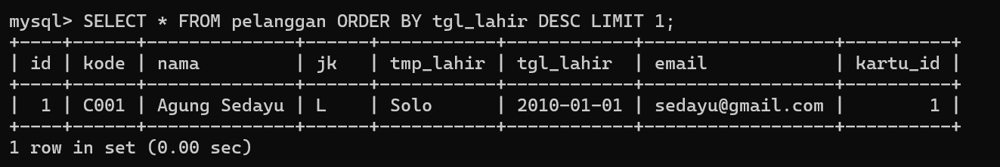 mysql> SELECT * FROM pelanggan ORDER BY tgl_lahir DESC LIMIT 1;
+----+------+--------------+------+-----------+------------+------------------+----------+
| id | kode | nama         | jk   | tmp_lahir | tgl_lahir  | email            | kartu_id |
+----+------+--------------+------+-----------+------------+------------------+----------+
|  1 | C001 | Agung Sedayu | L    | Solo      | 2010-01-01 | sedayu@gmail.com |        1 |
+----+------+--------------+------+-----------+------------+------------------+----------+
1 row in set (0.00 sec)